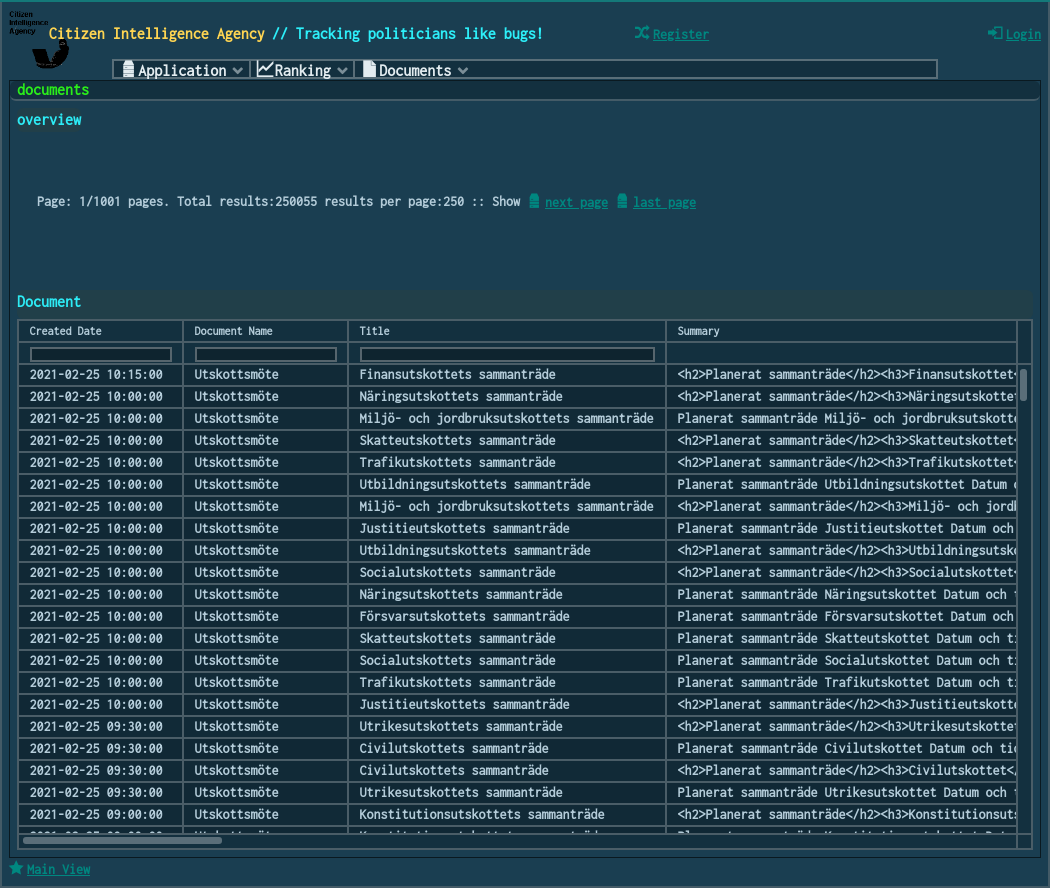 Citizen
Intelligence
Agency
Citizen Intelligence Agency // Tracking politicians like bugs!
Register
Login
Application Ranking Documents
documents
overview
Page: 1/1001 pages. Total results:250055 results per page:250 :: Show next page last page
Document
Created Date Document Name Title Summary
2021-02-25 10:15:00 Utskottsmöte Finansutskottets sammanträde <h2>Planerat sammanträde</h2><h3>Finansutskottet<
2021-02-25 10:00:00 Utskottsmöte Näringsutskottets sammanträde <h2>Planerat sammanträde</h2><h3>Näringsutskottet
2021-02-25 10:00:00 Utskottsmöte Miljö- och jordbruksutskottets sammanträde Planerat sammanträde Miljö- och jordbruksutskotte
2021-02-25 10:00:00 Utskottsmöte Skatteutskottets sammanträde <h2>Planerat sammanträde</h2><h3>Skatteutskottet<
2021-02-25 10:00:00 Utskottsmöte Trafikutskottets sammanträde <h2>Planerat sammanträde</h2><h3>Trafikutskottet<
2021-02-25 10:00:00 Utskottsmöte Utbildningsutskottets sammanträde Planerat sammanträde Utbildningsutskottet Datum o
2021-02-25 10:00:00 Utskottsmöte Miljö- och jordbruksutskottets sammanträde <h2>Planerat sammanträde</h2><h3>Miljö- och jordb
2021-02-25 10:00:00 Utskottsmöte Justitieutskottets sammanträde Planerat sammanträde Justitieutskottet Datum och
2021-02-25 10:00:00 Utskottsmöte Utbildningsutskottets sammanträde <h2>Planerat sammanträde</h2><h3>Utbildningsutsko
2021-02-25 10:00:00 Utskottsmöte Socialutskottets sammanträde <h2>Planerat sammanträde</h2><h3>Socialutskottet<
2021-02-25 10:00:00 Utskottsmöte Näringsutskottets sammanträde Planerat sammanträde Näringsutskottet Datum och t
2021-02-25 10:00:00 Utskottsmöte Försvarsutskottets sammanträde Planerat sammanträde Försvarsutskottet Datum och
2021-02-25 10:00:00 Utskottsmöte Skatteutskottets sammanträde Planerat sammanträde Skatteutskottet Datum och ti
2021-02-25 10:00:00 Utskottsmöte Socialutskottets sammanträde Planerat sammanträde Socialutskottet Datum och ti
2021-02-25 10:00:00 Utskottsmöte Trafikutskottets sammanträde Planerat sammanträde Trafikutskottet Datum och ti
2021-02-25 10:00:00 Utskottsmöte Justitieutskottets sammanträde <h2>Planerat sammanträde</h2><h3>Justitieutskotte
2021-02-25 09:30:00 Utskottsmöte Utrikesutskottets sammanträde <h2>Planerat sammanträde</h2><h3>Utrikesutskottet
2021-02-25 09:30:00 Utskottsmöte Civilutskottets sammanträde Planerat sammanträde Civilutskottet Datum och tid
2021-02-25 09:30:00 Utskottsmöte Civilutskottets sammanträde <h2>Planerat sammanträde</h2><h3>Civilutskottet</
2021-02-25 09:30:00 Utskottsmöte Utrikesutskottets sammanträde Planerat sammanträde Utrikesutskottet Datum och t
2021-02-25 09:00:00 Utskottsmöte Konstitutionsutskottets sammanträde <h2>Planerat sammanträde</h2><h3>Konstitutionsuts
Main View